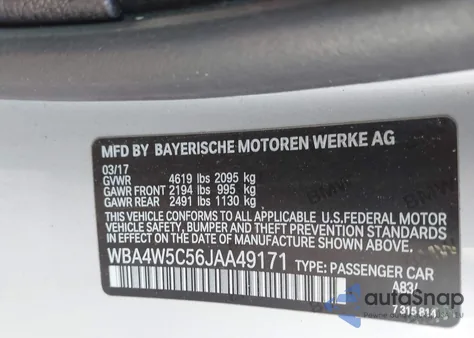 MFD BY BAYERISCHE MOTOREN WERKE AG
03/17
GVWR 4619 lbs 2095 kg
GAWR FRONT 2194 lbs 995 kg
GAWR REAR 2491 lbs 1130 kg
THIS VEHICLE CONFORMS TO ALL APPLICABLE U.S.FEDERAL MOTOR
VEHICLE SAFETY, BUMPER, AND THEFT PREVENTION STANDARDS
IN EFFECT ON THE DATE OF MANUFACTURE SHOWN ABOVE.
WBA4W5C56JAA49171 TYPE: PASSENGER CAR
A83/
autoSnap
7 315 814